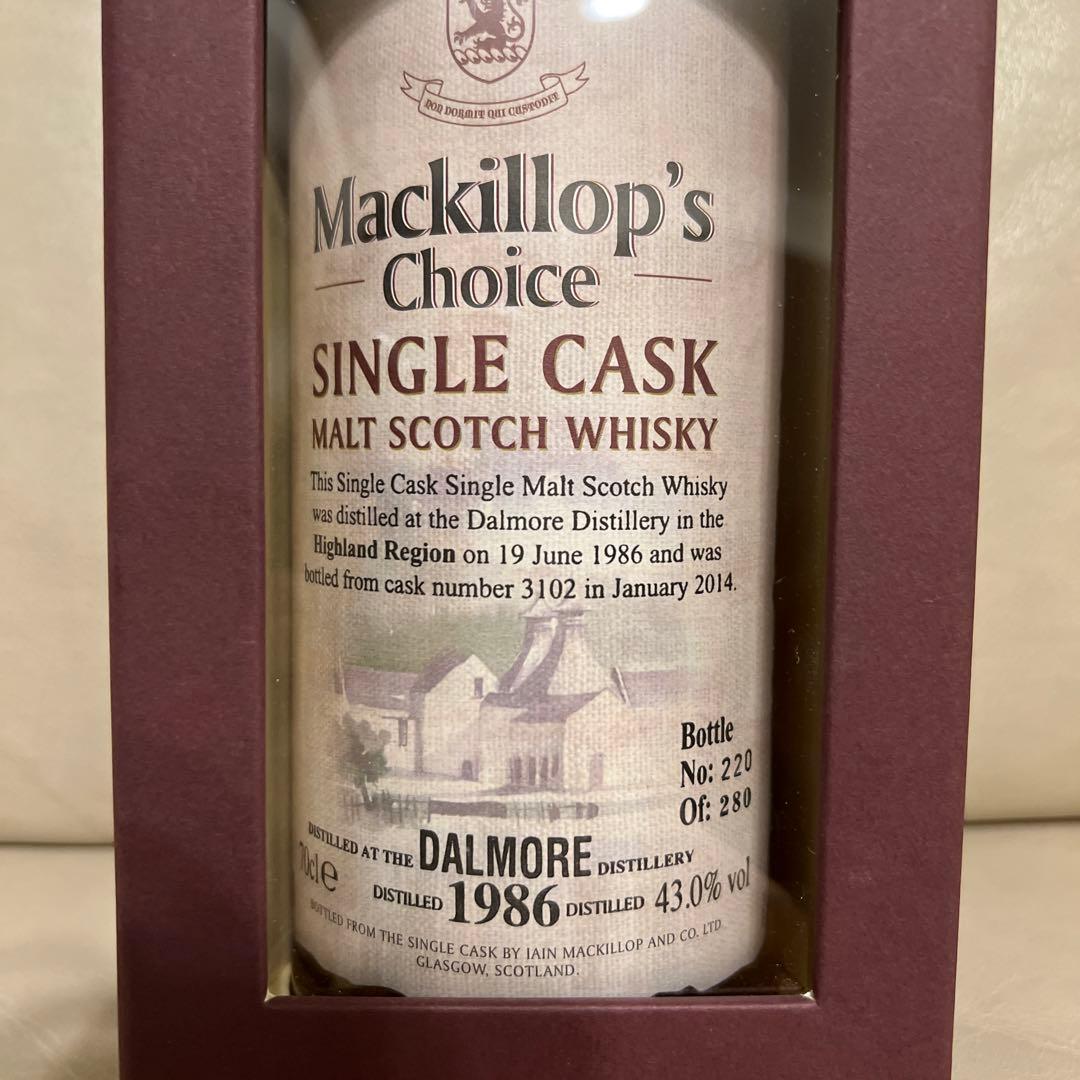 NON DORMIT QUI CUSTODIT
Mackillop's
Choice
SINGLE CASK
MALT SCOTCH WHISKY
This Single Cask Single Malt Scotch Whisky
was distilled at the Dalmore Distillery in the
Highland Region on 19 June 1986 and was
bottled from cask number 3102 in January 2014.
Bottle
No: 220
Of: 280
DISTILLED AT THE DALMORE DISTILLERY
70cl e
DISTILLED 1986 DISTILLED 43.0% vol
BOTTLED FROM THE SINGLE CASK BY IAIN MACKILLOP AND CO. LTD
GLASGOW, SCOTLAND.